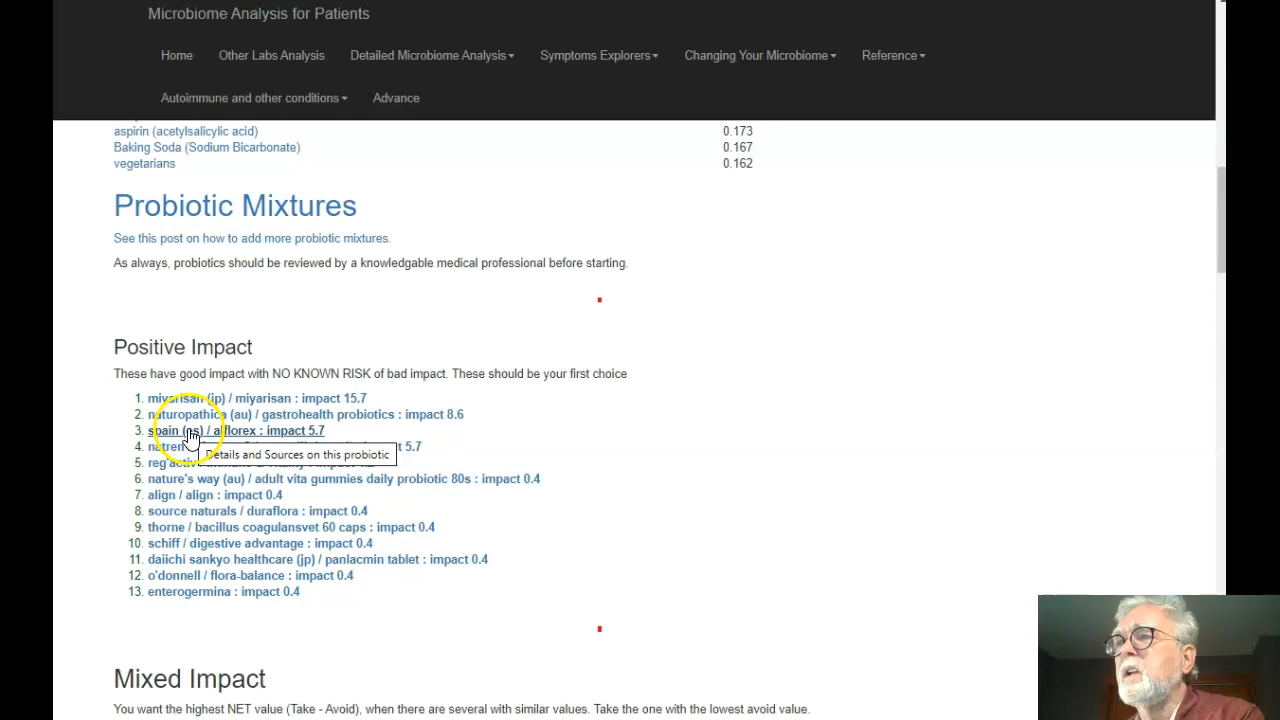 Microbiome Analysis for Patients
Home Other Labs Analysis Detailed Microbiome Analysis Symptoms Explorers Changing Your Microbiome Reference
Autoimmune and other conditions Advance
aspirin (acetylsalicylic acid) 0.173
Baking Soda (Sodium Bicarbonate) 0.167
vegetarians 0.162
Probiotic Mixtures
See this post on how to add more probiotic mixtures.
As always, probiotics should be reviewed by a knowledgable medical professional before starting.
Positive Impact
These have good impact with NO KNOWN RISK of bad impact. These should be your first choice
1. miyarisan (jp) / miyarisan : impact 15.7
2. naturopathica (au) / gastrohealth probiotics : impact 8.6
3. spain (es) / alflorex : impact 5.7
4. natren 5.7
Details and Sources on this probiotic
5. reg'activ
6. nature's way (au) / adult vita gummies daily probiotic 80s : impact 0.4
7. align / align : impact 0.4
8. source naturals / duraflora : impact 0.4
9. thorne / bacillus coagulansvet 60 caps : impact 0.4
10. schiff / digestive advantage : impact 0.4
11. daiichi sankyo healthcare (jp) / panlacmin tablet : impact 0.4
12. o'donnell / flora-balance : impact 0.4
13. enterogermina : impact 0.4
Mixed Impact
You want the highest NET value (Take - Avoid), when there are several with similar values. Take the one with the lowest avoid value.